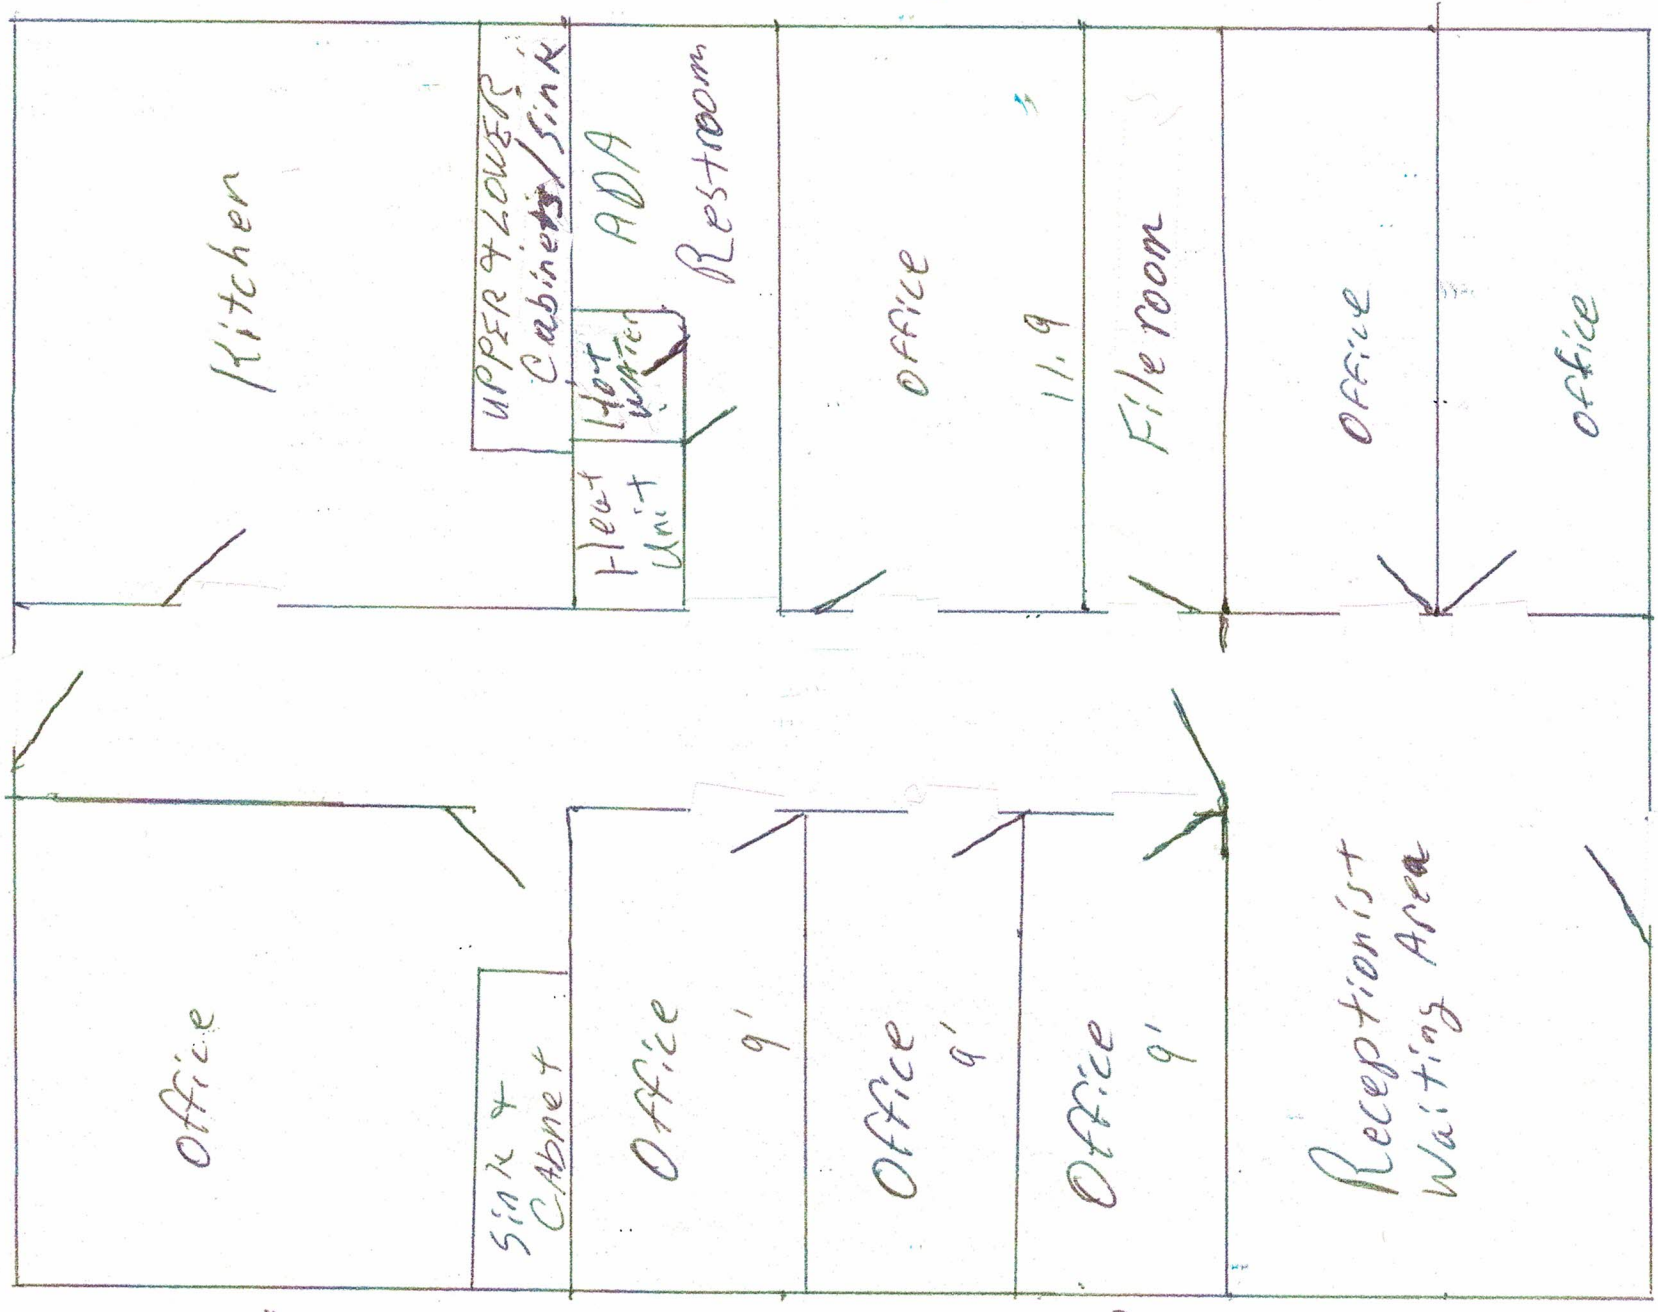 Kitchen
UPPER & LOWER
Cabinets/Sink
ADA
Restroom
Hot
WATER
Heat
Unit
Office
11.9
File room
Office
Office
Office
Sink &
CAbnet
Office
9'
Office
9'
Office
9'
Receptionist
Waiting Area